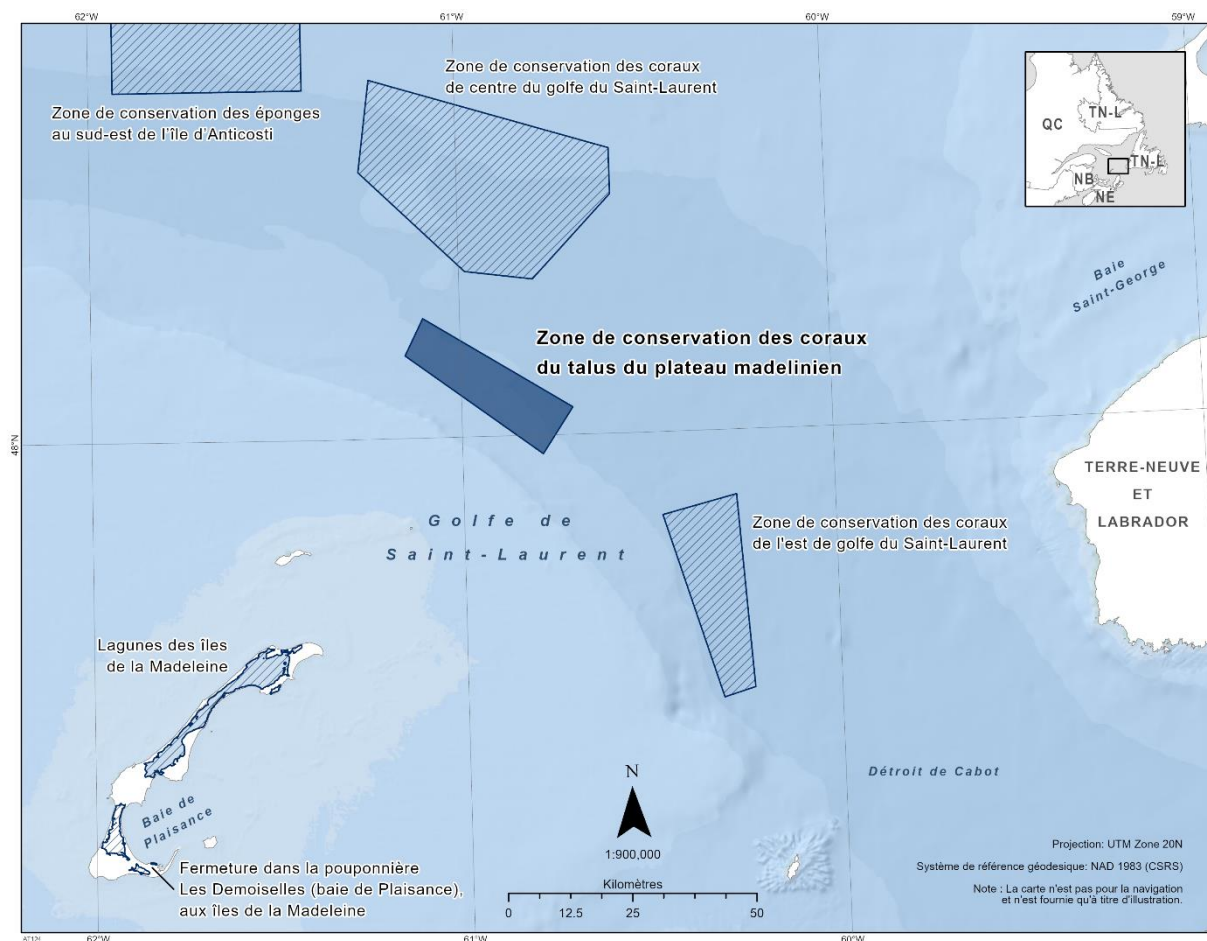 62°W
61°W
60°W
59°W
Zone de conservation des éponges
au sud-est de l'île d'Anticosti
Zone de conservation des coraux
de centre du golfe du Saint-Laurent
QC
TN-L
TN-L
NB
NE
Baie
Saint-George
Zone de conservation des coraux
du talus du plateau madelinien
48°N
TERRE-NEUVE
ET
LABRADOR
Golfe de
Saint-Laurent
Zone de conservation des coraux
de l'est de golfe du Saint-Laurent
Lagunes des îles
de la Madeleine
Détroit de Cabot
Baie de
Plaisance
N
1:900,000
Kilomètres
0 12.5 25 50
Fermeture dans la pouponnière
Les Demoiselles (baie de Plaisance),
aux îles de la Madeleine
Projection: UTM Zone 20N
Système de référence géodesique: NAD 1983 (CSRS)
Note : La carte n'est pas pour la navigation
et n'est fournie qu'à titre d'illustration.
62°W
61°W
60°W